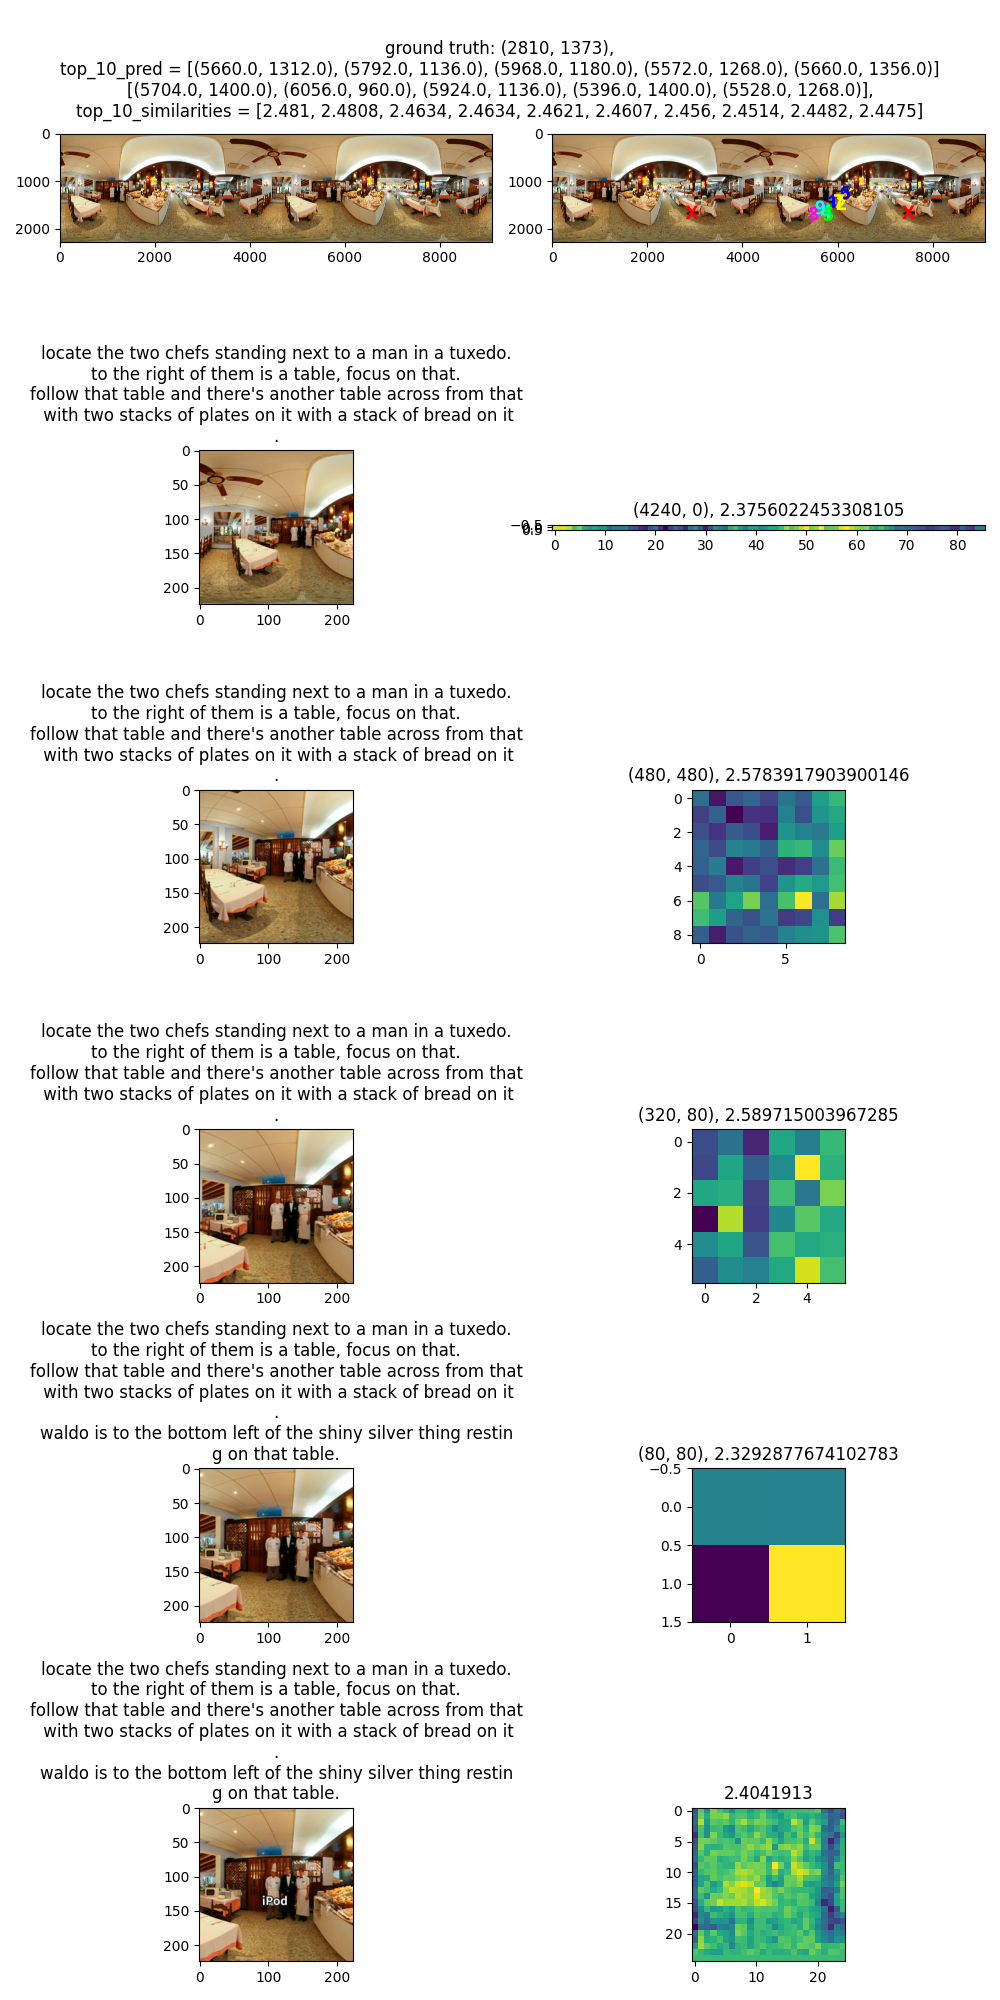 ground truth: (2810, 1373),
top_10_pred = [(5660.0, 1312.0), (5792.0, 1136.0), (5968.0, 1180.0), (5572.0, 1268.0), (5660.0, 1356.0)]
[(5704.0, 1400.0), (6056.0, 960.0), (5924.0, 1136.0), (5396.0, 1400.0), (5528.0, 1268.0)],
top_10_similarities = [2.481, 2.4808, 2.4634, 2.4634, 2.4621, 2.4607, 2.456, 2.4514, 2.4482, 2.4475]
0
1000
2000
0 2000 4000 6000 8000
0
1000
2000
0 2000 4000 6000 8000
locate the two chefs standing next to a man in a tuxedo.
to the right of them is a table, focus on that.
follow that table and there's another table across from that
with two stacks of plates on it with a stack of bread on it
.
0
50
100
150
200
0 100 200
(4240, 0), 2.3756022453308105
−0.5
0.5
0 10 20 30 40 50 60 70 80
locate the two chefs standing next to a man in a tuxedo.
to the right of them is a table, focus on that.
follow that table and there's another table across from that
with two stacks of plates on it with a stack of bread on it
.
0
50
100
150
200
0 100 200
(480, 480), 2.5783917903900146
0
2
4
6
8
0 5
locate the two chefs standing next to a man in a tuxedo.
to the right of them is a table, focus on that.
follow that table and there's another table across from that
with two stacks of plates on it with a stack of bread on it
.
0
50
100
150
200
0 100 200
(320, 80), 2.589715003967285
0
2
4
0 2 4
locate the two chefs standing next to a man in a tuxedo.
to the right of them is a table, focus on that.
follow that table and there's another table across from that
with two stacks of plates on it with a stack of bread on it
.
waldo is to the bottom left of the shiny silver thing restin
g on that table.
0
50
100
150
200
0 100 200
(80, 80), 2.3292877674102783
−0.5
0.0
0.5
1.0
1.5
0 1
locate the two chefs standing next to a man in a tuxedo.
to the right of them is a table, focus on that.
follow that table and there's another table across from that
with two stacks of plates on it with a stack of bread on it
.
waldo is to the bottom left of the shiny silver thing restin
g on that table.
0
50
100
150
200
0 100 200
iPod
2.4041913
0
5
10
15
20
0 10 20